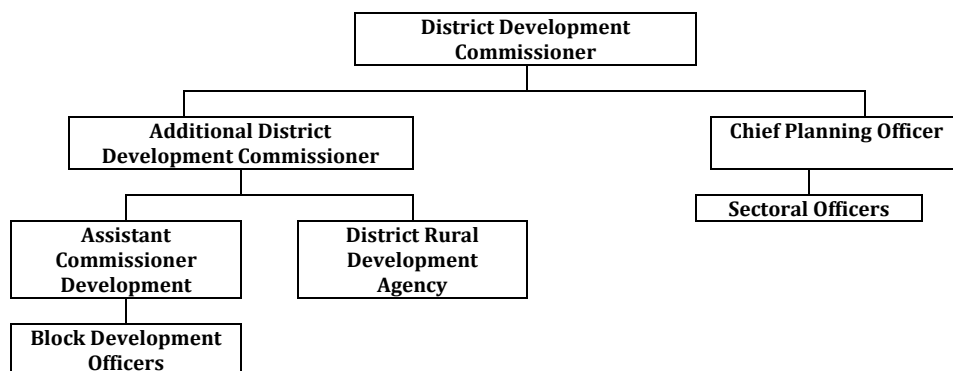 District Development
Commissioner
Additional District
Development Commissioner
Chief Planning Officer
Sectoral Officers
Assistant
Commissioner
Development
District Rural
Development
Agency
Block Development
Officers